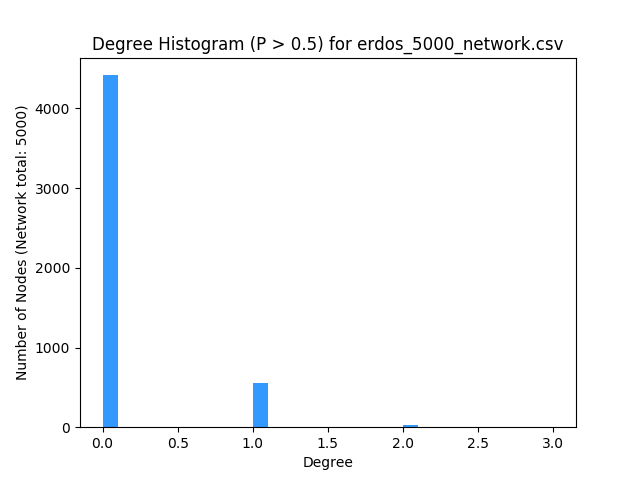 Degree Histogram (P > 0.5) for erdos_5000_network.csv
Number of Nodes (Network total: 5000)
4000
3000
2000
1000
0
0.0 0.5 1.0 1.5 2.0 2.5 3.0
Degree